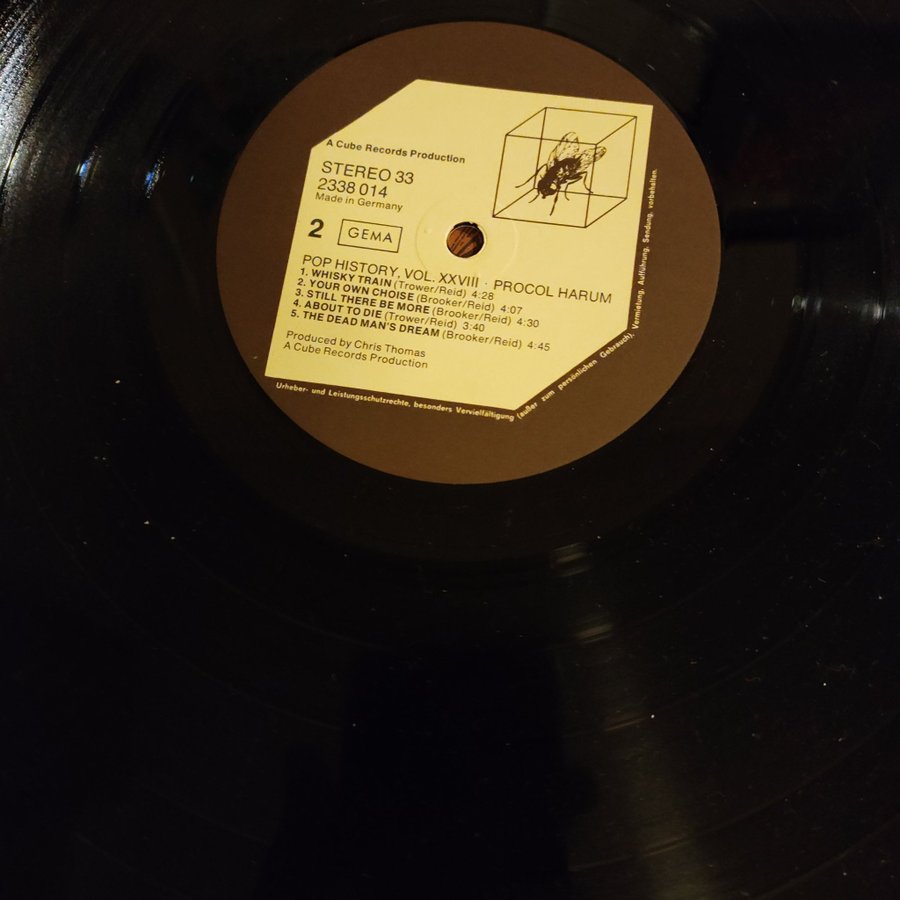 A Cube Records Production
STEREO 33
2338 014
Made in Germany
2 GEMA
POP HISTORY, VOL. XXVIII · PROCOL HARUM
1. WHISKY TRAIN (Trower/Reid) 4:28
2. YOUR OWN CHOISE (Brooker/Reid) 4:07
3. STILL THERE BE MORE (Brooker/Reid) 4:30
4. ABOUT TO DIE (Trower/Reid) 3:40
5. THE DEAD MAN'S DREAM (Brooker/Reid) 4:45
Produced by Chris Thomas
A Cube Records Production
Urheber- und Leistungsschutzrechte, besonders Vervielfältigung (außer zum persönlichen Gebrauch), Vermietung, Aufführung, Sendung, vorbehalten.